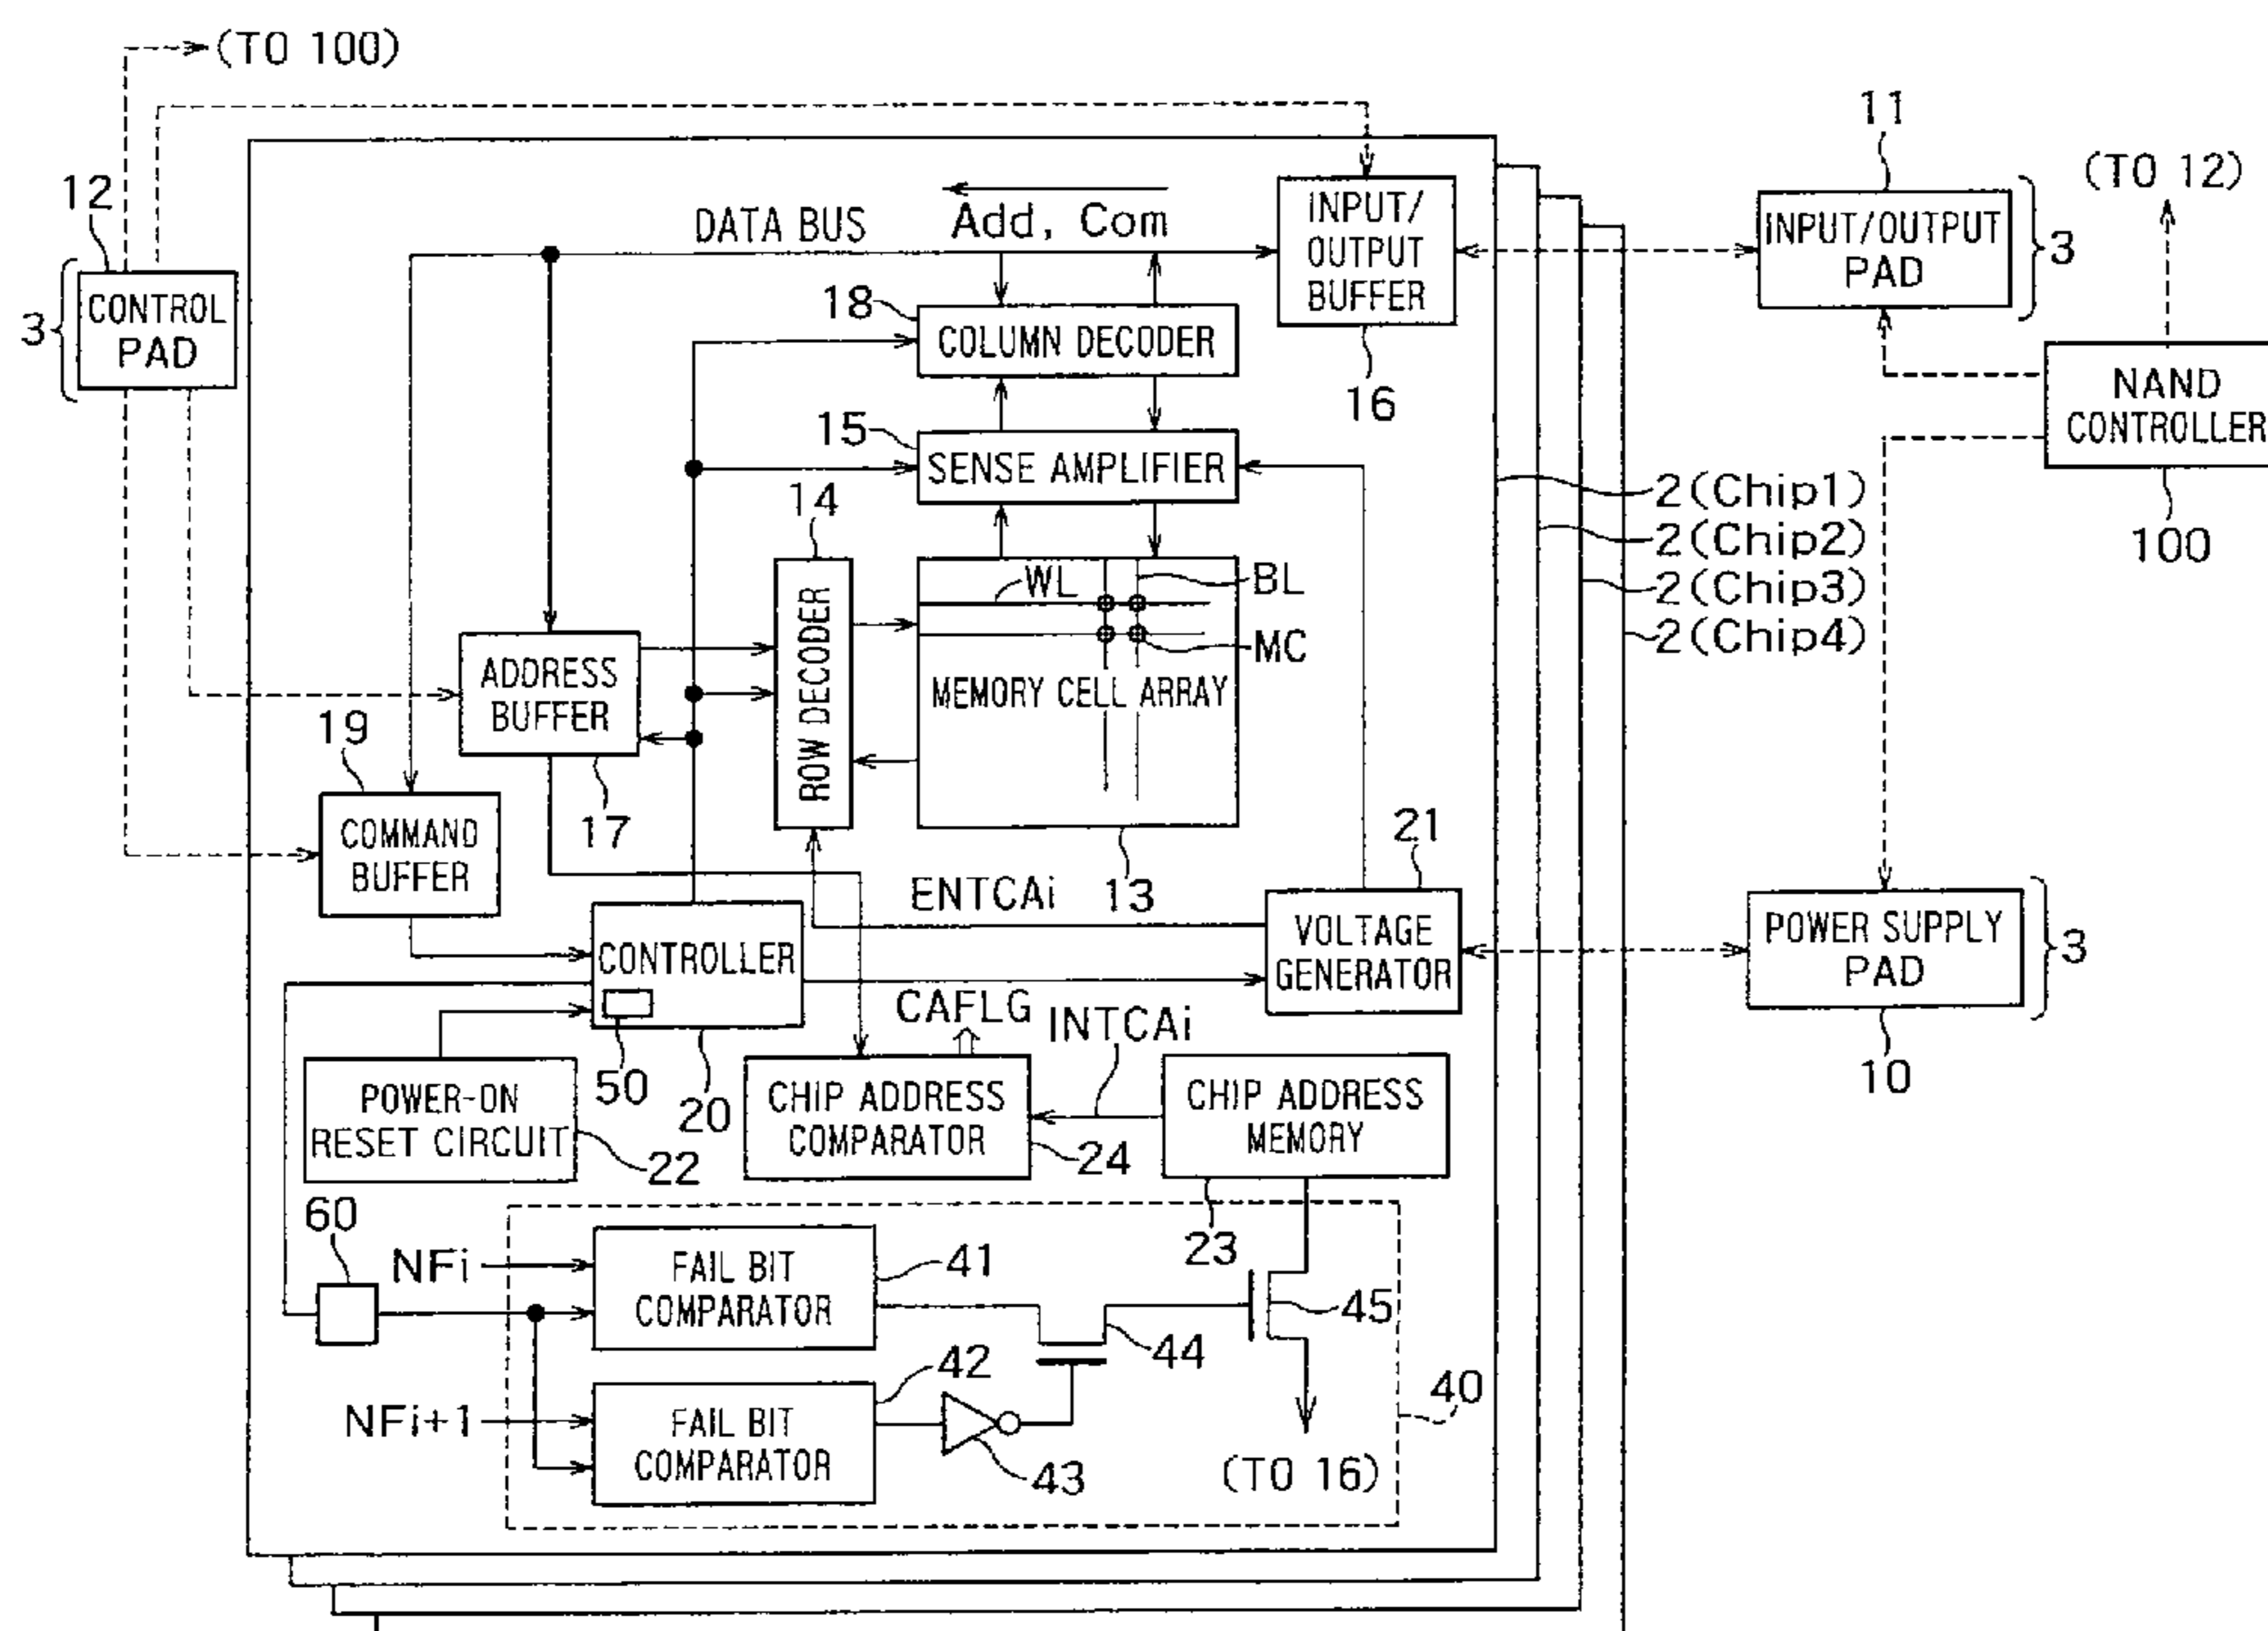 (TO 100)
11
(TO 12)
12
DATA BUS
Add, Com
INPUT/
OUTPUT
BUFFER
INPUT/OUTPUT
PAD
3
3
CONTROL
PAD
18
COLUMN DECODER
16
NAND
CONTROLLER
15
SENSE AMPLIFIER
14
2(Chip1)
2(Chip2)
2(Chip3)
2(Chip4)
100
WL
BL
MC
ROW DECODER
ADDRESS
BUFFER
MEMORY CELL ARRAY
19
17
COMMAND
BUFFER
13
21
ENTCAi
CONTROLLER
VOLTAGE
GENERATOR
POWER SUPPLY
PAD
3
CAFLG
INTCAi
50
20
10
POWER-ON
RESET CIRCUIT
22
CHIP ADDRESS
COMPARATOR
24
CHIP ADDRESS
MEMORY
60
23
NFi
FAIL BIT
COMPARATOR
41
45
44
42
40
NFi+1
FAIL BIT
COMPARATOR
43
(TO 16)